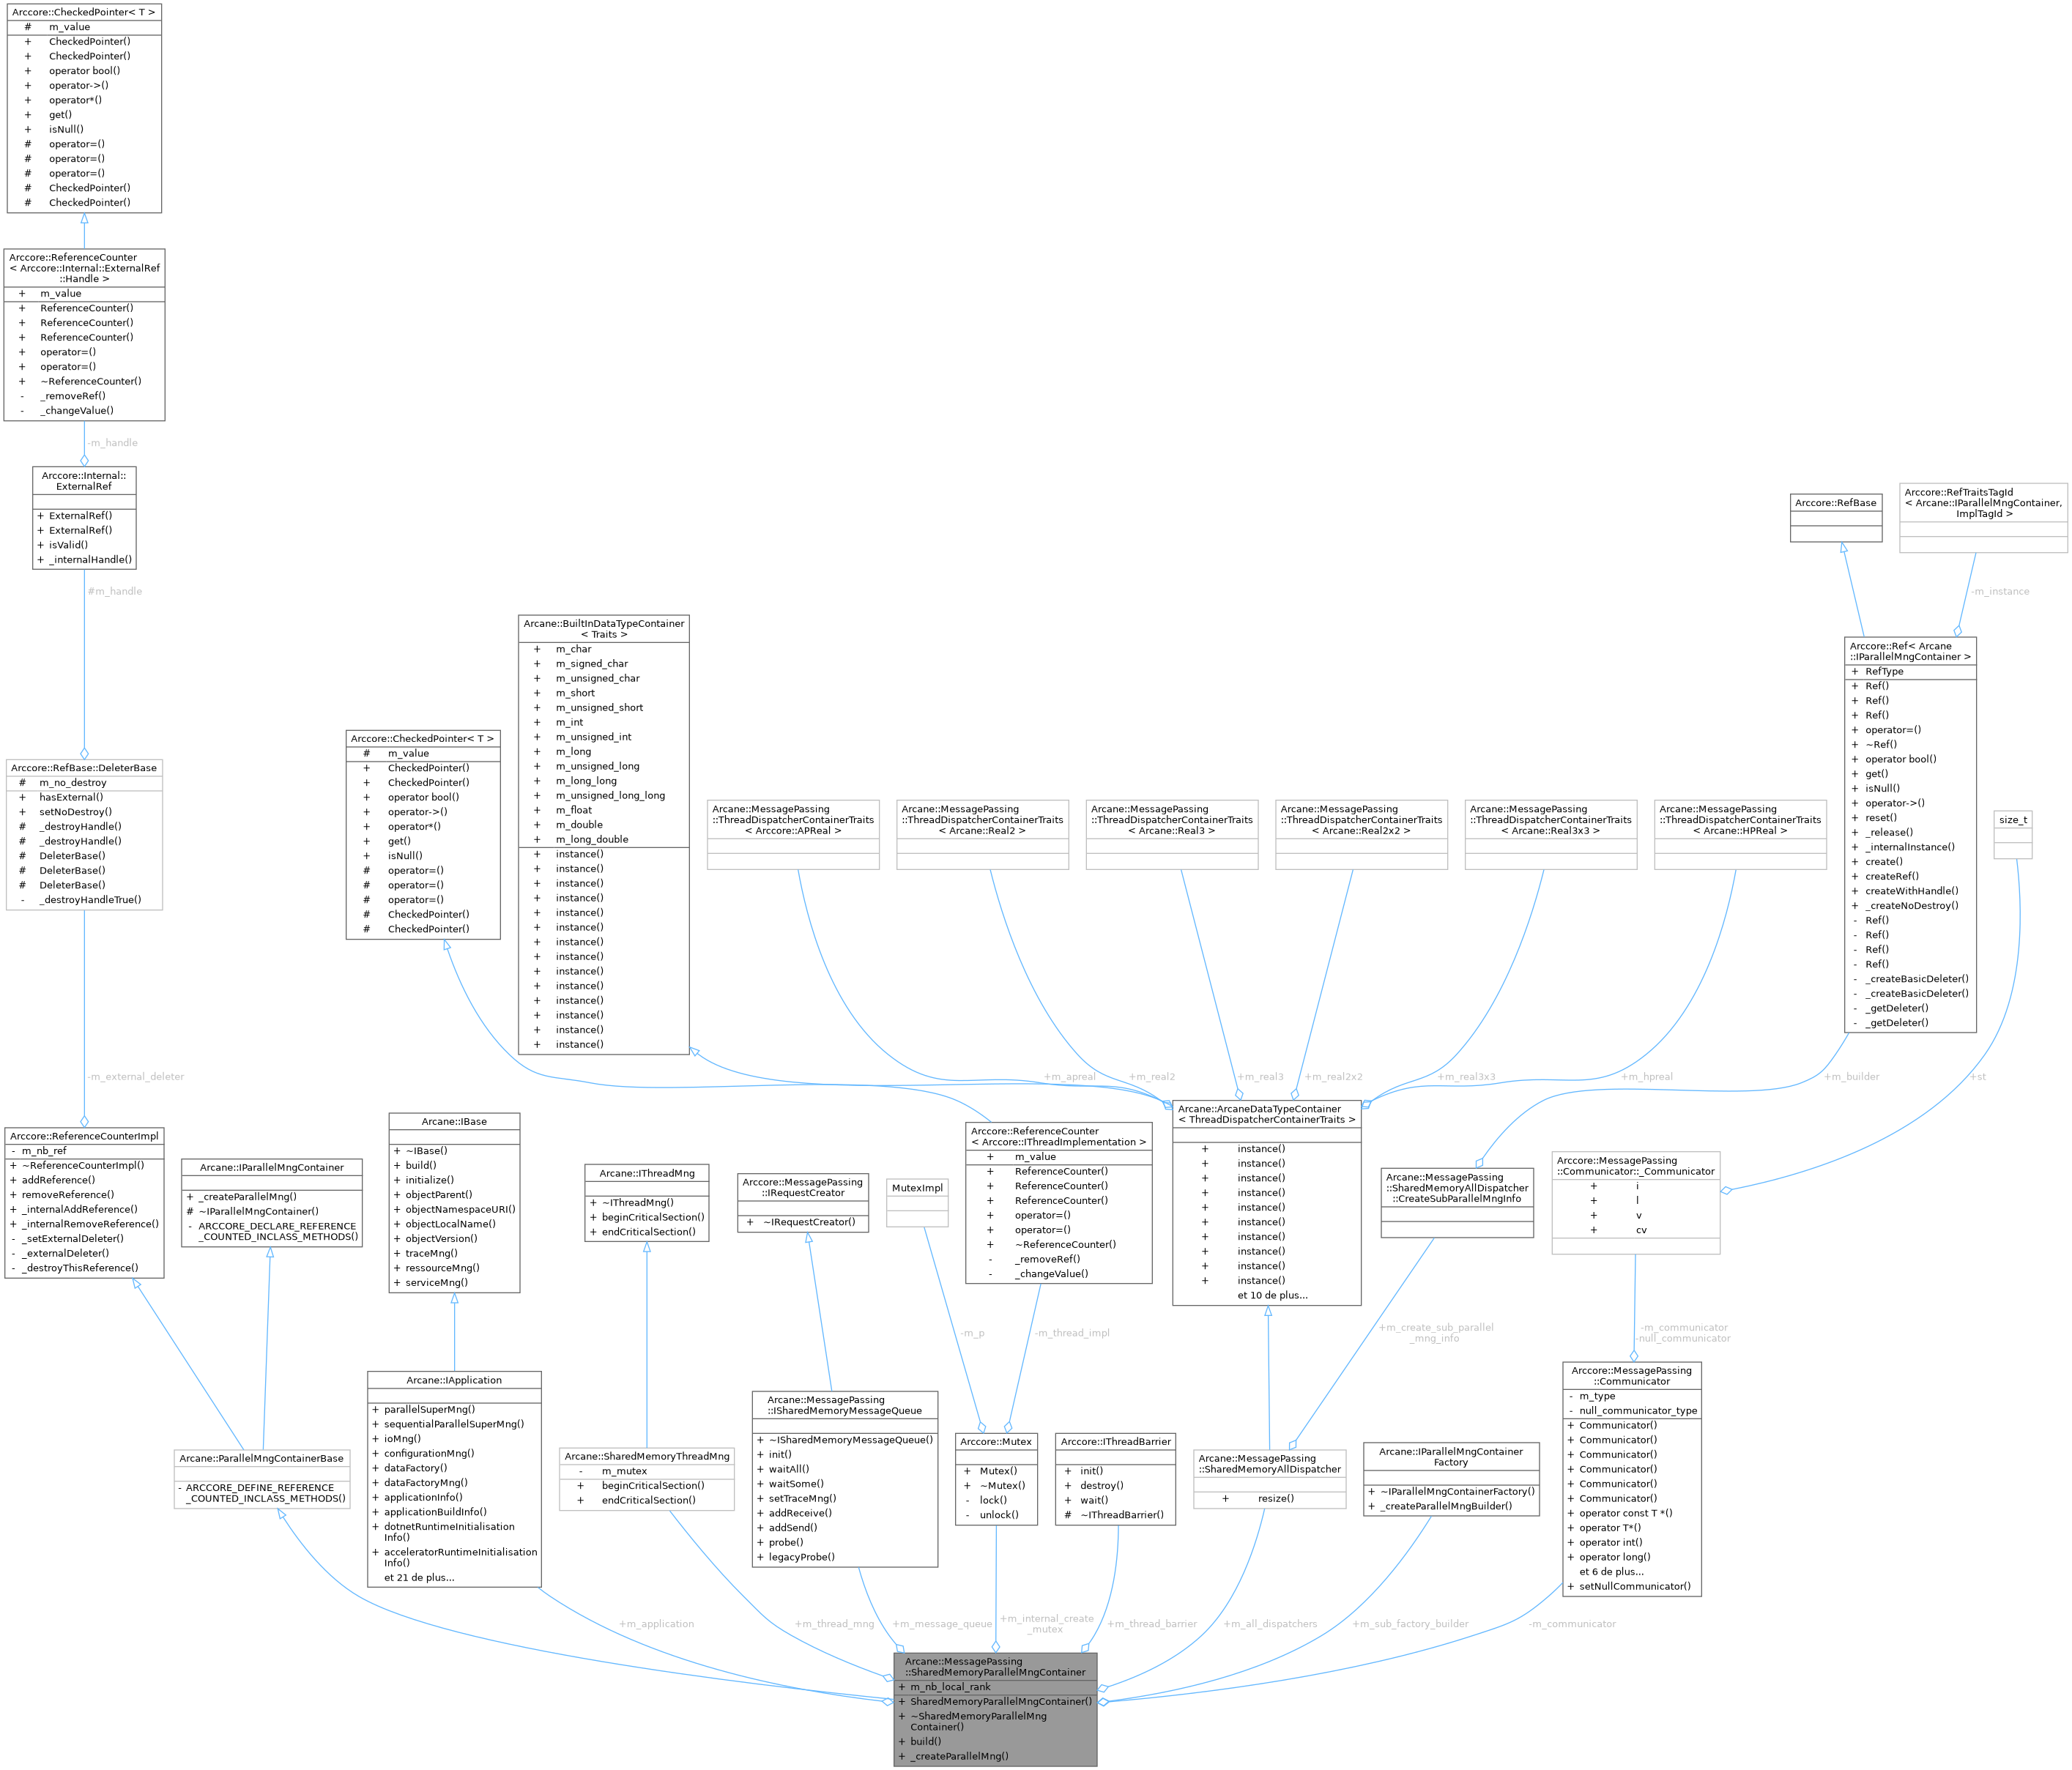 Arccore::CheckedPointer< T >
# m_value
+ CheckedPointer()
+ CheckedPointer()
+ operator bool()
+ operator->()
+ operator*()
+ get()
+ isNull()
# operator=()
# operator=()
# operator=()
# CheckedPointer()
# CheckedPointer()
Arccore::ReferenceCounter
< Arccore::Internal::ExternalRef
::Handle >
+ m_value
+ ReferenceCounter()
+ ReferenceCounter()
+ ReferenceCounter()
+ operator=()
+ operator=()
+ ~ReferenceCounter()
- _removeRef()
- _changeValue()
-m_handle
Arccore::Internal::
ExternalRef
+ ExternalRef()
+ ExternalRef()
+ isValid()
+ _internalHandle()
#m_handle
Arccore::RefBase::DeleterBase
# m_no_destroy
+ hasExternal()
+ setNoDestroy()
# _destroyHandle()
# _destroyHandle()
# DeleterBase()
# DeleterBase()
# DeleterBase()
- _destroyHandleTrue()
-m_external_deleter
Arccore::ReferenceCounterImpl
- m_nb_ref
+ ~ReferenceCounterImpl()
+ addReference()
+ removeReference()
+ _internalAddReference()
+ _internalRemoveReference()
- _setExternalDeleter()
- _externalDeleter()
- _destroyThisReference()
Arcane::IParallelMngContainer
+ _createParallelMng()
# ~IParallelMngContainer()
- ARCCORE_DECLARE_REFERENCE
_COUNTED_INCLASS_METHODS()
Arcane::ParallelMngContainerBase
- ARCCORE_DEFINE_REFERENCE
_COUNTED_INCLASS_METHODS()
Arcane::IBase
+ ~IBase()
+ build()
+ initialize()
+ objectParent()
+ objectNamespaceURI()
+ objectLocalName()
+ objectVersion()
+ traceMng()
+ ressourceMng()
+ serviceMng()
Arcane::IApplication
+ parallelSuperMng()
+ sequentialParallelSuperMng()
+ ioMng()
+ configurationMng()
+ dataFactory()
+ dataFactoryMng()
+ applicationInfo()
+ applicationBuildInfo()
+ dotnetRuntimeInitialisation
Info()
+ acceleratorRuntimeInitialisation
Info()
et 21 de plus...
+m_application
Arccore::CheckedPointer< T >
# m_value
+ CheckedPointer()
+ CheckedPointer()
+ operator bool()
+ operator->()
+ operator*()
+ get()
+ isNull()
# operator=()
# operator=()
# operator=()
# CheckedPointer()
# CheckedPointer()
Arcane::BuiltInDataTypeContainer
< Traits >
+ m_char
+ m_signed_char
+ m_unsigned_char
+ m_short
+ m_unsigned_short
+ m_int
+ m_unsigned_int
+ m_long
+ m_unsigned_long
+ m_long_long
+ m_unsigned_long_long
+ m_float
+ m_double
+ m_long_double
+ instance()
+ instance()
+ instance()
+ instance()
+ instance()
+ instance()
+ instance()
+ instance()
+ instance()
+ instance()
+ instance()
+ instance()
+ instance()
+ instance()
Arcane::MessagePassing
::ThreadDispatcherContainerTraits
< Arccore::APReal >
Arcane::MessagePassing
::ThreadDispatcherContainerTraits
< Arcane::Real2 >
Arcane::MessagePassing
::ThreadDispatcherContainerTraits
< Arcane::Real3 >
Arcane::MessagePassing
::ThreadDispatcherContainerTraits
< Arcane::Real2x2 >
Arcane::MessagePassing
::ThreadDispatcherContainerTraits
< Arcane::Real3x3 >
Arcane::MessagePassing
::ThreadDispatcherContainerTraits
< Arcane::HPReal >
+m_apreal
+m_real2
+m_real3
+m_real2x2
+m_real3x3
+m_hpreal
Arccore::RefBase
Arccore::RefTraitsTagId
< Arcane::IParallelMngContainer,
ImplTagId >
-m_instance
Arccore::Ref< Arcane
::IParallelMngContainer >
+ RefType
+ Ref()
+ Ref()
+ Ref()
+ operator=()
+ ~Ref()
+ operator bool()
+ get()
+ isNull()
+ operator->()
+ reset()
+ _release()
+ _internalInstance()
+ create()
+ createRef()
+ createWithHandle()
+ _createNoDestroy()
- Ref()
- Ref()
- Ref()
- Ref()
- _createBasicDeleter()
- _createBasicDeleter()
- _getDeleter()
- _getDeleter()
size_t
+m_builder
+st
Arcane::IThreadMng
+ ~IThreadMng()
+ beginCriticalSection()
+ endCriticalSection()
Arcane::SharedMemoryThreadMng
- m_mutex
+ beginCriticalSection()
+ endCriticalSection()
+m_thread_mng
Arccore::MessagePassing
::IRequestCreator
+ ~IRequestCreator()
Arcane::MessagePassing
::ISharedMemoryMessageQueue
+ ~ISharedMemoryMessageQueue()
+ init()
+ waitAll()
+ waitSome()
+ setTraceMng()
+ addReceive()
+ addSend()
+ probe()
+ legacyProbe()
+m_message_queue
MutexImpl
-m_p
Arccore::ReferenceCounter
< Arccore::IThreadImplementation >
+ m_value
+ ReferenceCounter()
+ ReferenceCounter()
+ ReferenceCounter()
+ operator=()
+ operator=()
+ ~ReferenceCounter()
- _removeRef()
- _changeValue()
-m_thread_impl
Arccore::Mutex
+ Mutex()
+ ~Mutex()
- lock()
- unlock()
+m_internal_create
_mutex
Arccore::IThreadBarrier
+ init()
+ destroy()
+ wait()
# ~IThreadBarrier()
+m_thread_barrier
Arcane::ArcaneDataTypeContainer
< ThreadDispatcherContainerTraits >
+ instance()
+ instance()
+ instance()
+ instance()
+ instance()
+ instance()
+ instance()
+ instance()
+ instance()
+ instance()
et 10 de plus...
Arcane::MessagePassing
::SharedMemoryAllDispatcher
::CreateSubParallelMngInfo
+m_create_sub_parallel
_mng_info
Arcane::MessagePassing
::SharedMemoryAllDispatcher
+ resize()
+m_all_dispatchers
Arcane::IParallelMngContainer
Factory
+ ~IParallelMngContainerFactory()
+ _createParallelMngBuilder()
+m_sub_factory_builder
Arccore::MessagePassing
::Communicator::_Communicator
+ i
+ l
+ v
+ cv
-m_communicator
-null_communicator
Arccore::MessagePassing
::Communicator
- m_type
- null_communicator_type
+ Communicator()
+ Communicator()
+ Communicator()
+ Communicator()
+ Communicator()
+ Communicator()
+ operator const T *()
+ operator T*()
+ operator int()
+ operator long()
et 6 de plus...
+ setNullCommunicator()
-m_communicator
Arcane::MessagePassing
::SharedMemoryParallelMngContainer
+ m_nb_local_rank
+ SharedMemoryParallelMngContainer()
+ ~SharedMemoryParallelMng
Container()
+ build()
+ _createParallelMng()